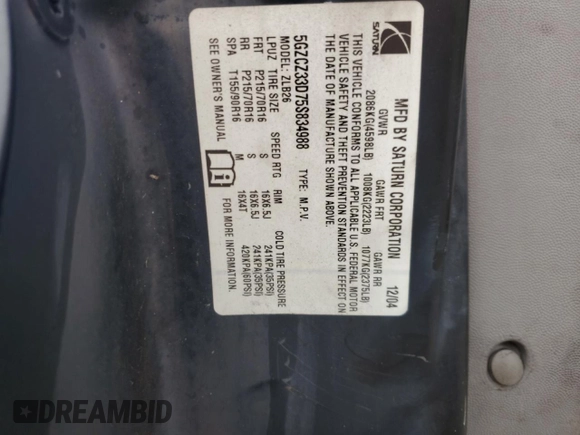 SATURN
MFD BY SATURN CORPORATION 12/04
GVWR GAWR FRT GAWR RR
2086KG(4598LB) 1008KG(2223LB) 1077KG(2375LB)
THIS VEHICLE CONFORMS TO ALL APPLICABLE U.S. FEDERAL MOTOR
VEHICLE SAFETY AND THEFT PREVENTION STANDARDS IN EFFECT ON
THE DATE OF MANUFACTURE SHOWN ABOVE.
5GZCZ33D75S834988 TYPE: M.P.V.
MODEL: ZLB26
LPUZ TIRE SIZE SPEED RTG RIM COLD TIRE PRESSURE
FRT P215/70R16 S 16X6.5J 241KPA(35PSI)
RR P215/70R16 S 16X6.5J 241KPA(35PSI)
SPA T155/90R16 M 16X4T 420KPA(60PSI)
SEE OWNER'S MANUAL FOR MORE INFORMATION.
DREAMBID